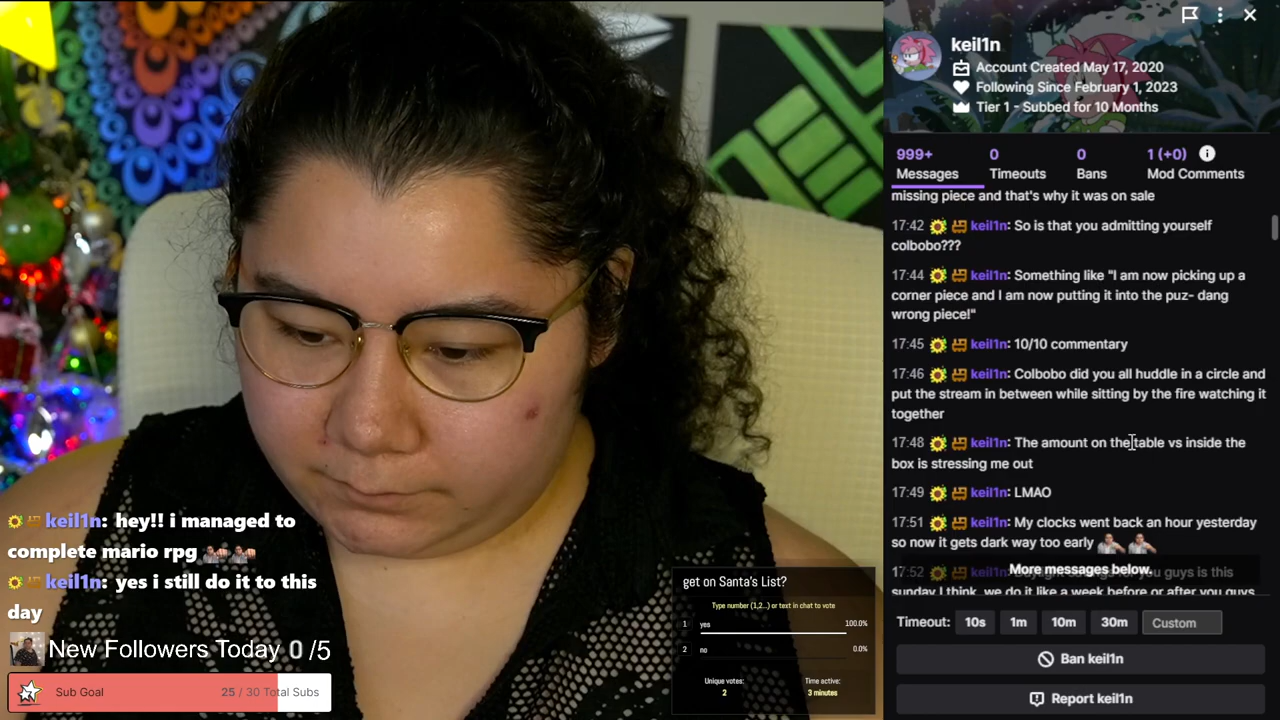 keil1n
Account Created May 17, 2020
Following Since February 1, 2023
Tier 1 - Subbed for 10 Months
999+
Messages
0
Timeouts
0
Bans
1 (+0)
Mod Comments
missing piece and that's why it was on sale
17:42 keil1n: So is that you admitting yourself
colbobo???
17:44 keil1n: Something like "I am now picking up a
corner piece and I am now putting it into the puz- dang
wrong piece!"
17:45 keil1n: 10/10 commentary
17:46 keil1n: Colbobo did you all huddle in a circle and
put the stream in between while sitting by the fire watching it
together
17:48 keil1n: The amount on the table vs inside the
box is stressing me out
17:49 keil1n: LMAO
17:51 keil1n: My clocks went back an hour yesterday
so now it gets dark way too early
More messages below.
17:52 keil1n: for you guys is this
sunday I think, we do it like a week before or after you guys
Timeout: 10s 1m 10m 30m Custom
Ban keil1n
Report keil1n
keil1n: hey!! i managed to
complete mario rpg
keil1n: yes i still do it to this
day
New Followers Today 0 /5
Sub Goal 25 / 30 Total Subs
get on Santa's List?
Type number (1,2...) or text in chat to vote
1 yes 100.0%
2 no 0.0%
Unique votes: Time active:
2 3 minutes